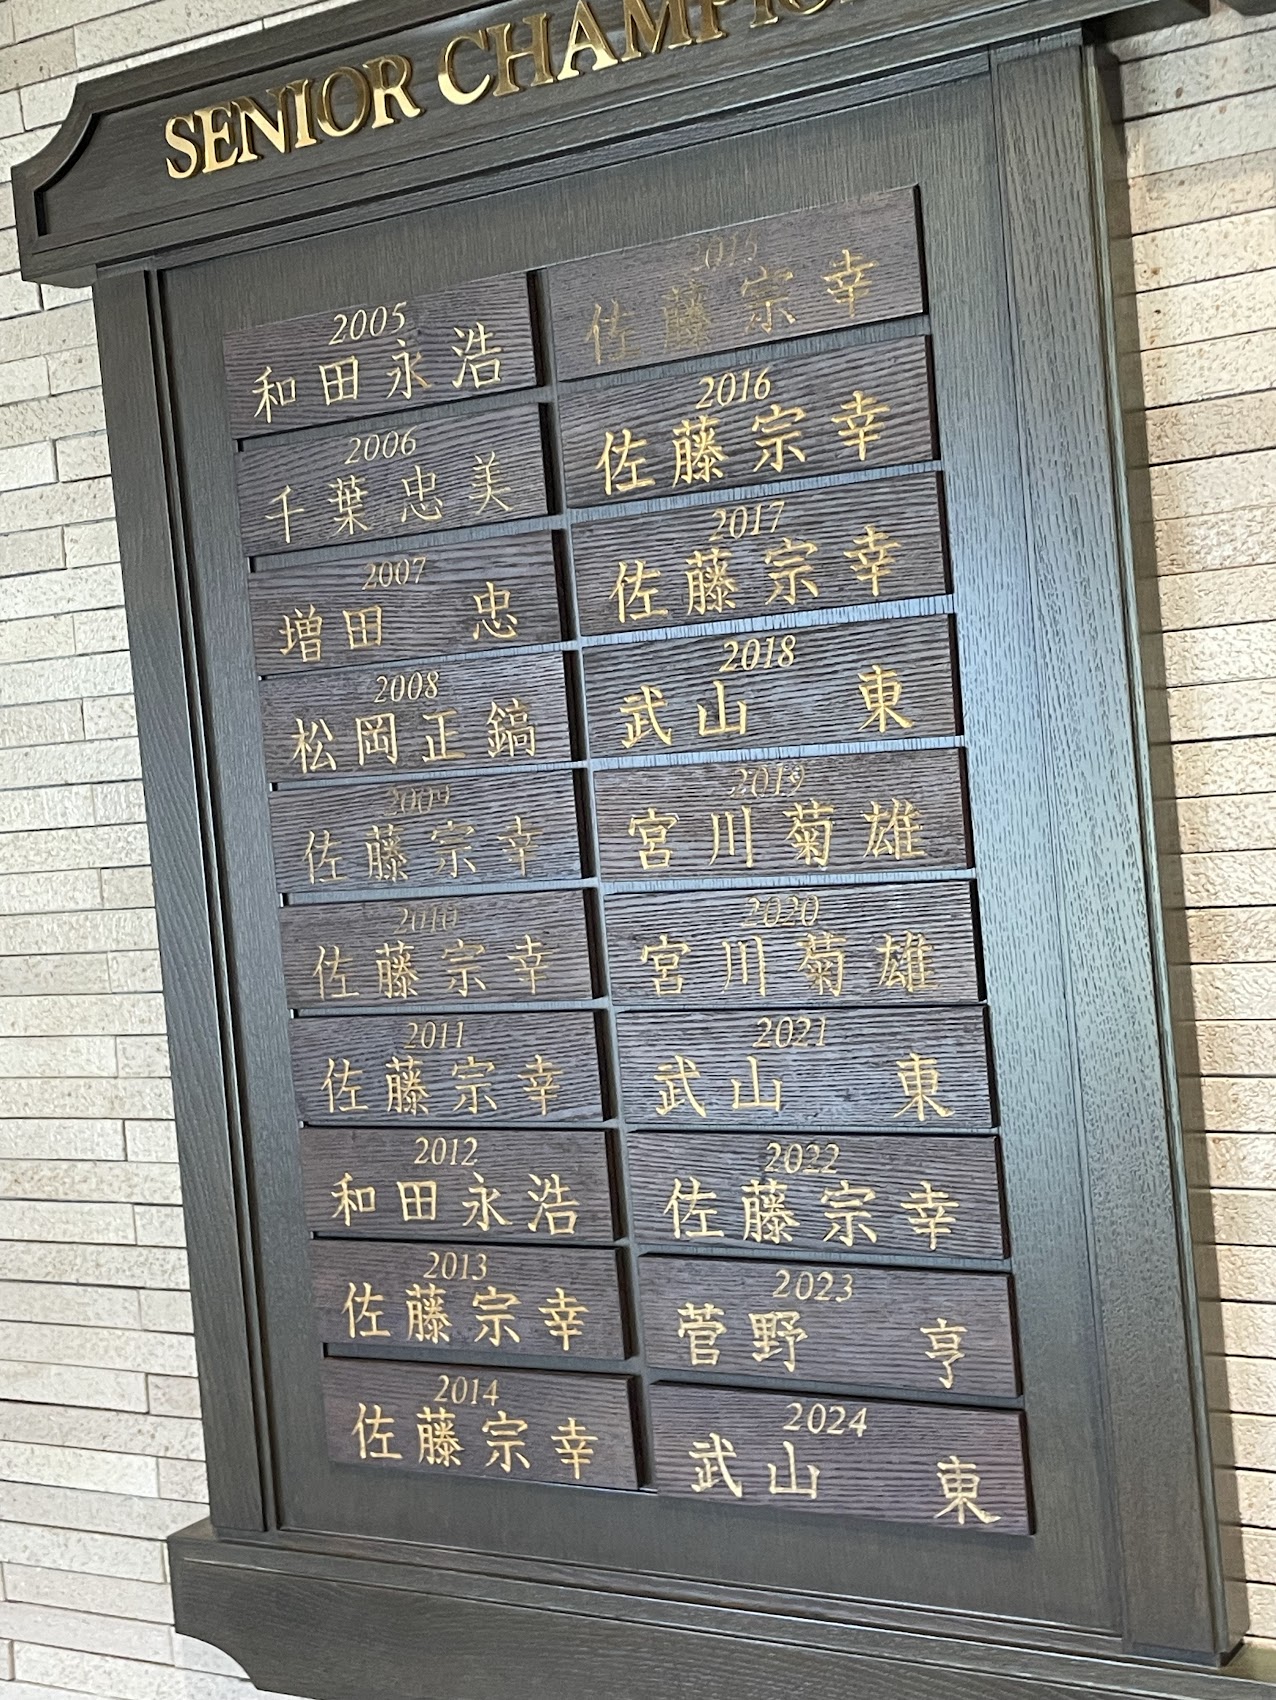 SENIOR CHAMPIO
2005
和田永浩
2006
千葉忠美
2007
増田 忠
2008
松岡正鎬
2009
佐藤宗幸
2010
佐藤宗幸
2011
佐藤宗幸
2012
和田永浩
2013
佐藤宗幸
2014
佐藤宗幸
2015
佐藤宗幸
2016
佐藤宗幸
2017
佐藤宗幸
2018
武山 東
2019
宮川菊雄
2020
宮川菊雄
2021
武山 東
2022
佐藤宗幸
2023
菅野 亨
2024
武山 東